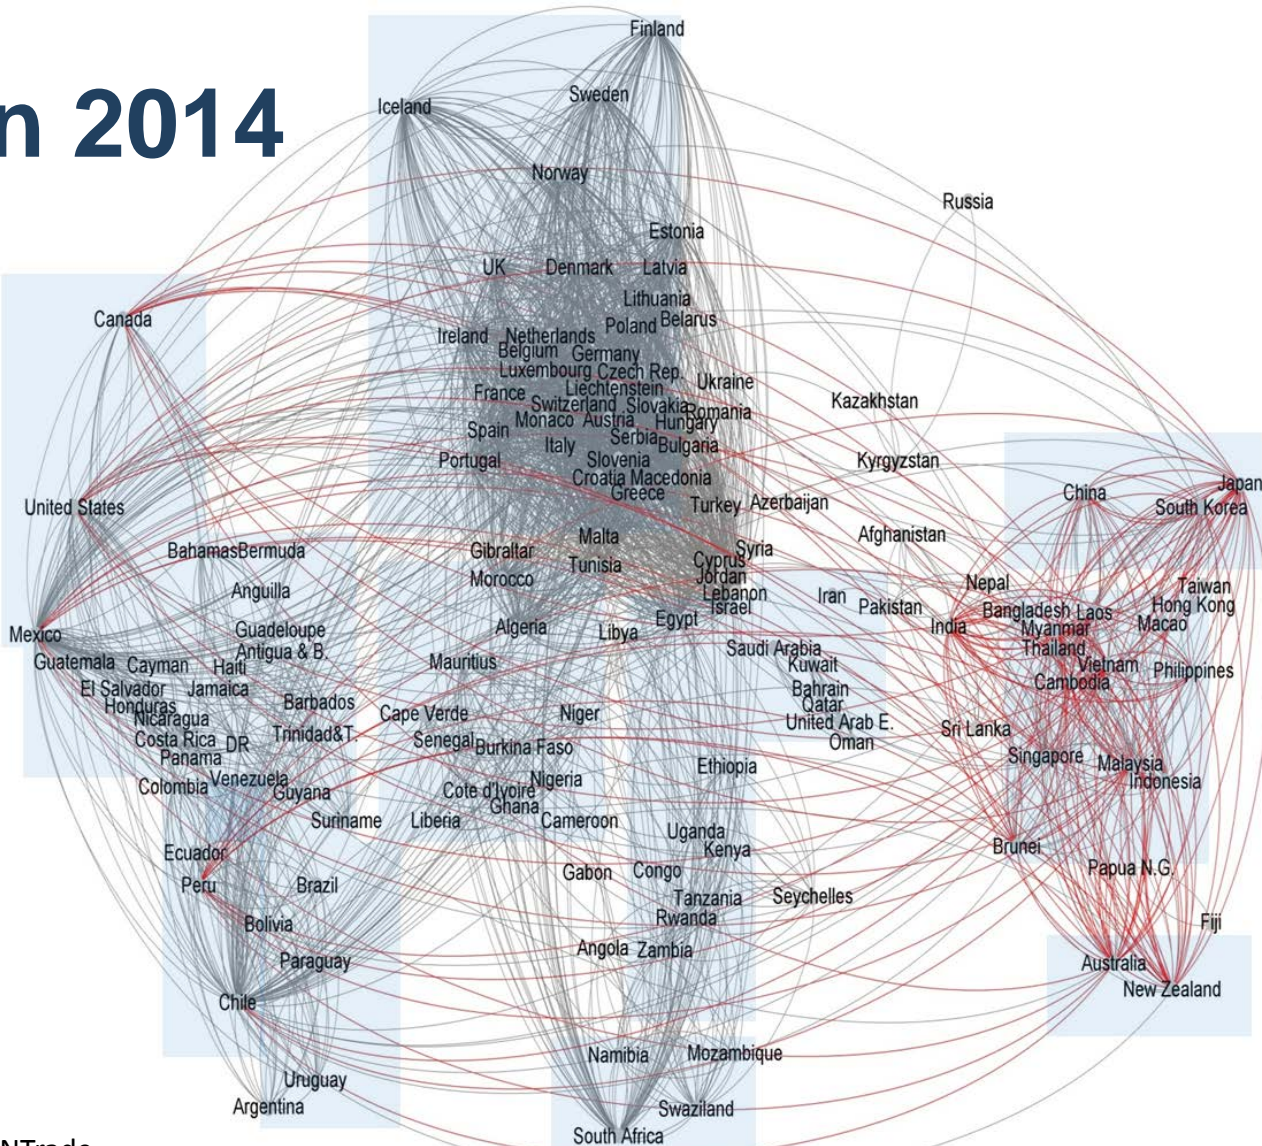 n 2014
Finland
Sweden
Iceland
Norway
Russia
Estonia
UK Denmark Latvia
Lithuania
Canada
Poland Belarus
Ireland Netherlands
Belgium Germany
Luxembourg Czech Rep.
Ukraine
Liechtenstein
France
Kazakhstan
Switzerland Slovakia Romania
Monaco Austria Hungary
Spain
Serbia
Italy
Bulgaria
Portugal
Slovenia
Kyrgyzstan
Croatia Macedonia
Greece
Japan
China
South Korea
United States
Turkey Azerbaijan
Afghanistan
Malta
Bahamas Bermuda
Gibraltar
Syria
Cyprus
Tunisia
Morocco
Jordan
Anguilla
Lebanon
Israel
Iran
Pakistan
Nepal
Taiwan
Hong Kong
Bangladesh Laos
Macao
Egypt
India
Myanmar
Mexico
Guadeloupe
Algeria
Libya
Antigua & B.
Saudi Arabia
Thailand
Guatemala Cayman Haiti
Mauritius
Kuwait
Vietnam
Philippines
Cambodia
El Salvador Jamaica
Bahrain
Honduras
Barbados
Qatar
Nicaragua
Cape Verde
Niger
United Arab E.
Sri Lanka
Costa Rica DR
Trinidad&T.
Senegal Burkina Faso
Oman
Panama
Singapore
Malaysia
Ethiopia
Indonesia
Colombia Venezuela
Guyana
Nigeria
Cote d'Ivoire
Ghana
Suriname
Liberia
Cameroon
Uganda
Kenya
Brunei
Ecuador
Papua N.G.
Gabon
Congo
Peru
Brazil
Tanzania
Seychelles
Rwanda
Fiji
Bolivia
Angola Zambia
Paraguay
Australia
New Zealand
Chile
Namibia
Mozambique
Uruguay
Argentina
Swaziland
South Africa
NTrade